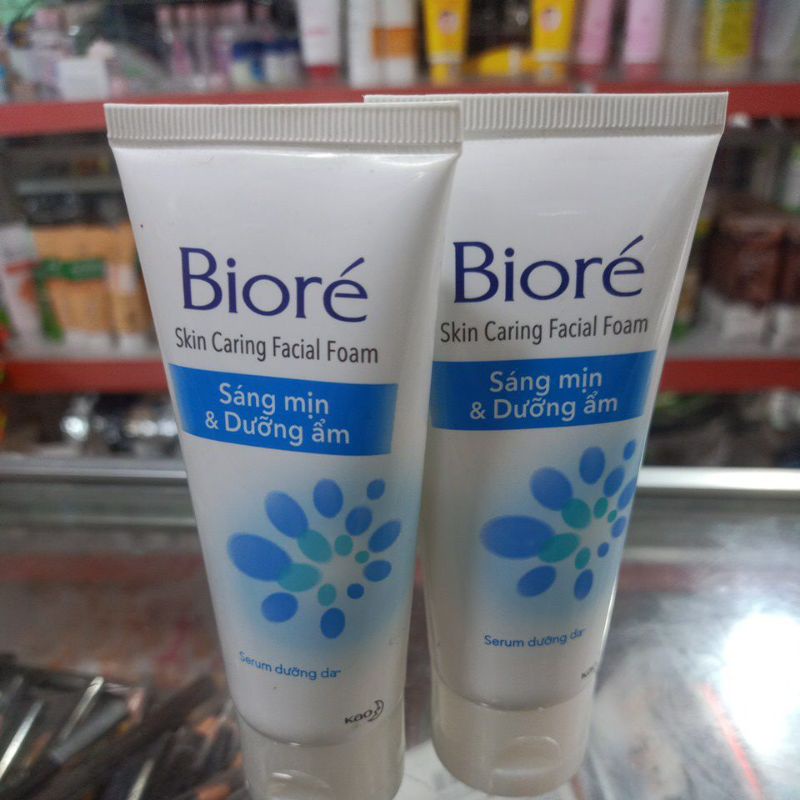 Bioré
Skin Caring Facial Foam
Sáng mịn
& Dưỡng ẩm
Serum dưỡng da
Kao
Bioré
Skin Caring Facial Foam
Sáng mịn
& Dưỡng ẩm
Serum dưỡng da